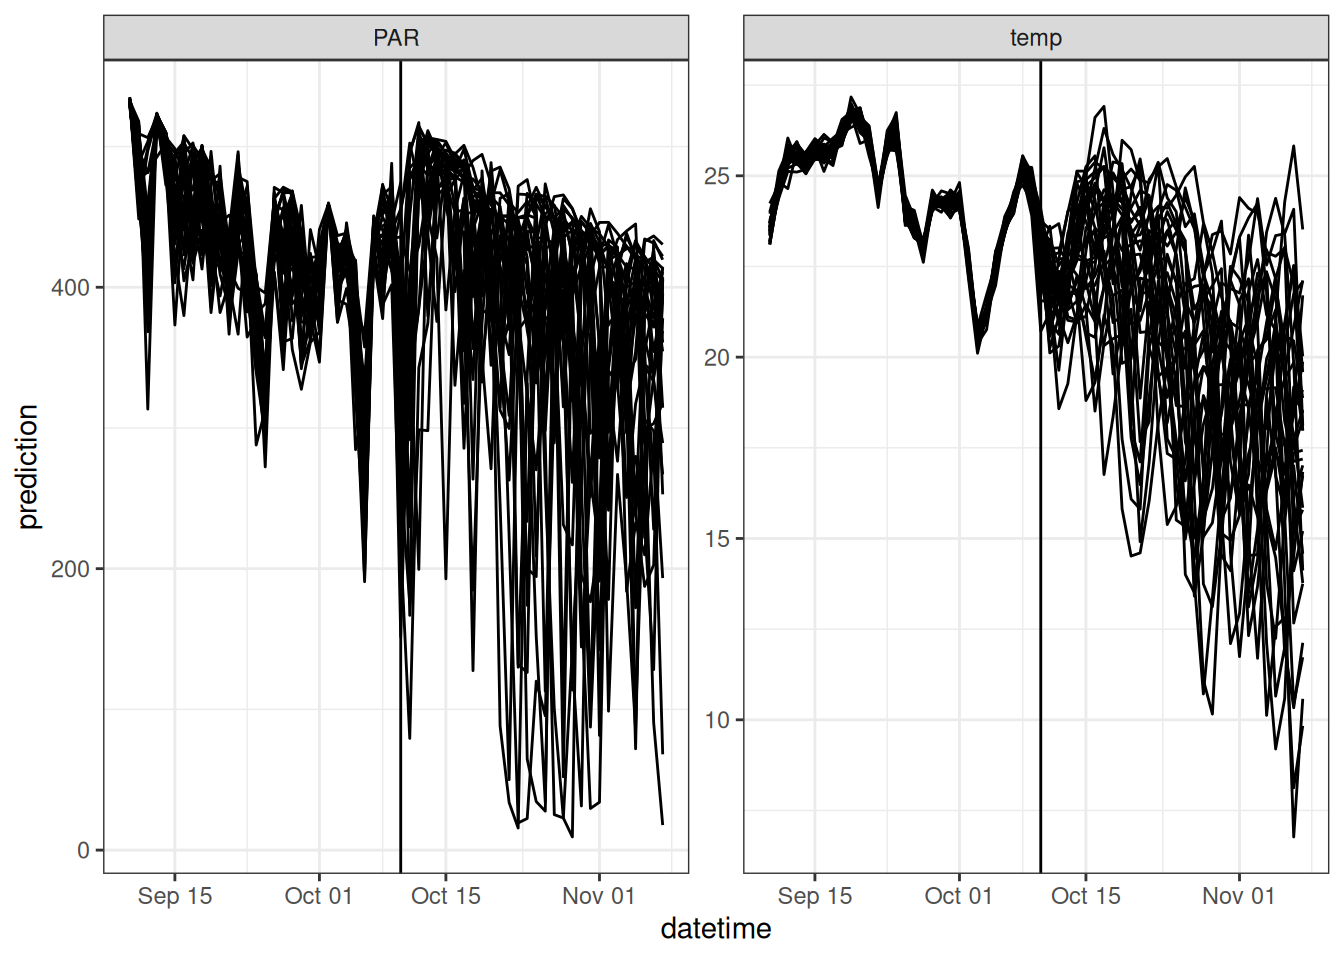 PAR
temp
prediction
400
200
0
25
20
15
10
Sep 15
Oct 01
Oct 15
Nov 01
Sep 15
Oct 01
Oct 15
Nov 01
datetime